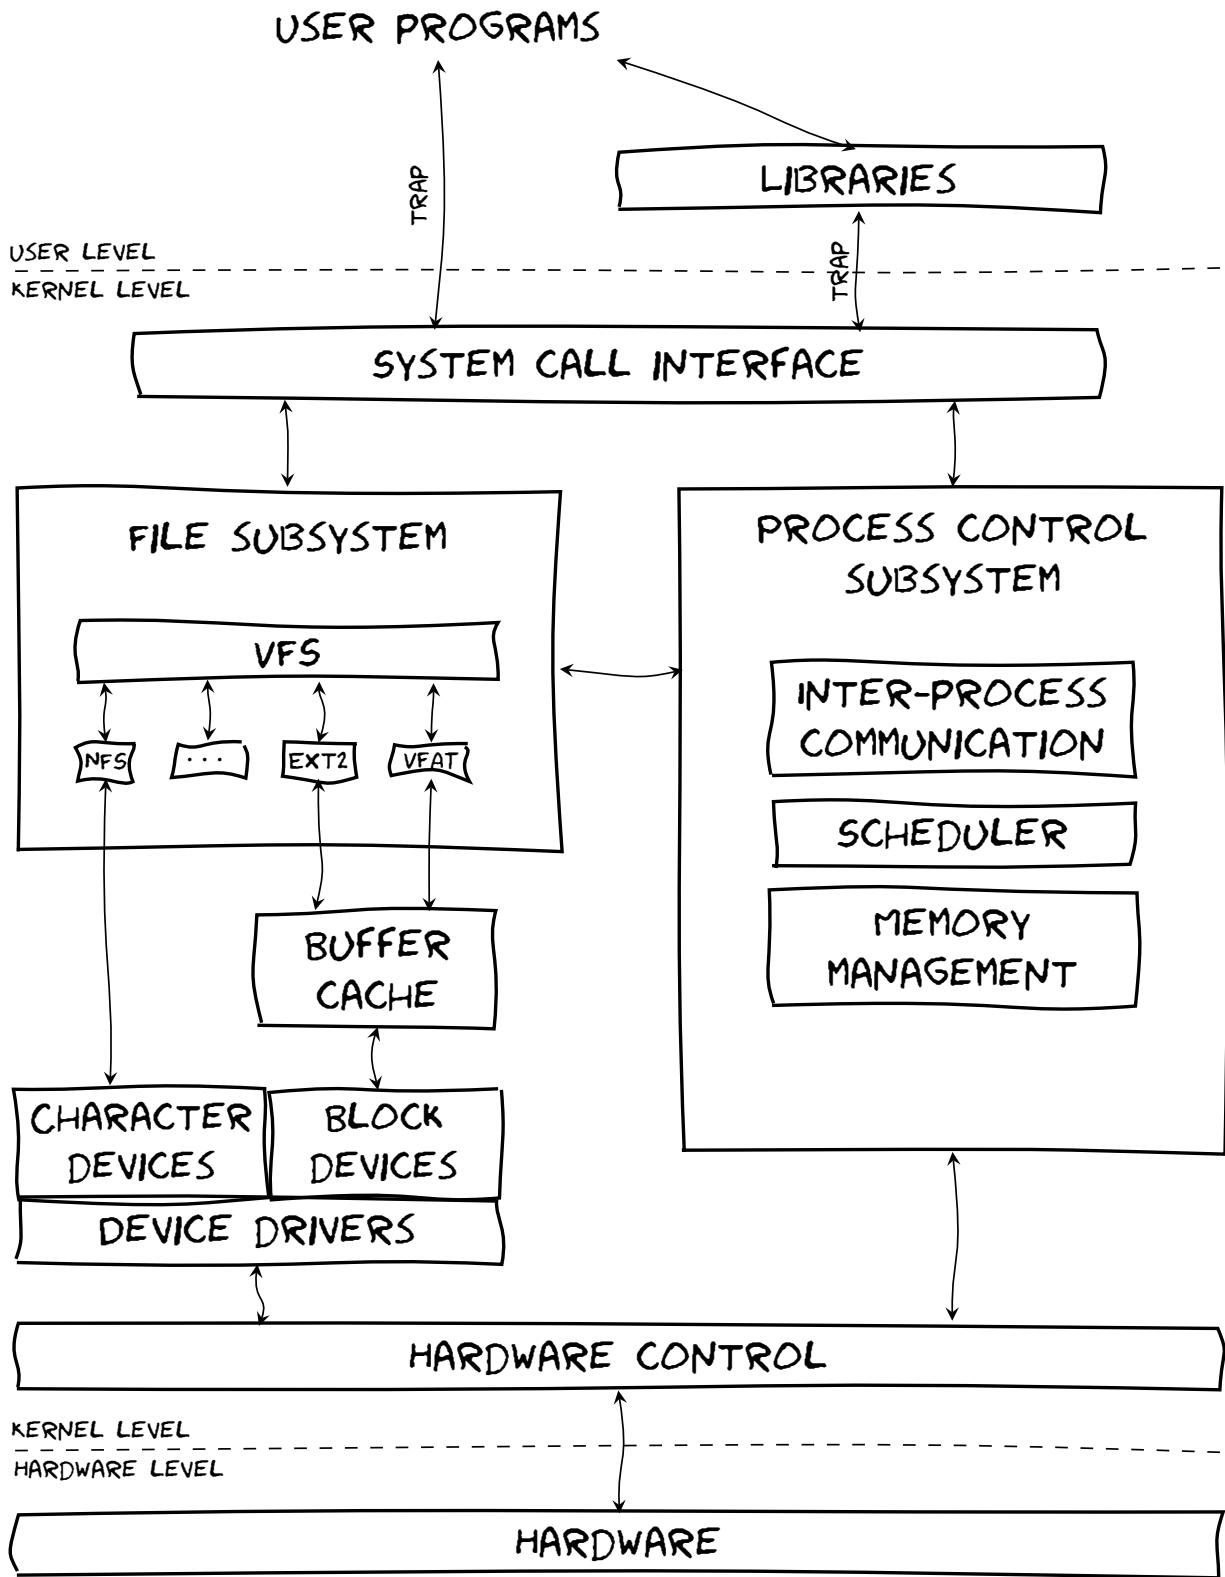 USER PROGRAMS
TRAP
LIBRARIES
TRAP
USER LEVEL
KERNEL LEVEL
SYSTEM CALL INTERFACE
FILE SUBSYSTEM
VFS
NFS
...
EXT2
VFAT
PROCESS CONTROL
SUBSYSTEM
INTER-PROCESS
COMMUNICATION
SCHEDULER
MEMORY
MANAGEMENT
BUFFER
CACHE
CHARACTER
DEVICES
BLOCK
DEVICES
DEVICE DRIVERS
HARDWARE CONTROL
KERNEL LEVEL
HARDWARE LEVEL
HARDWARE